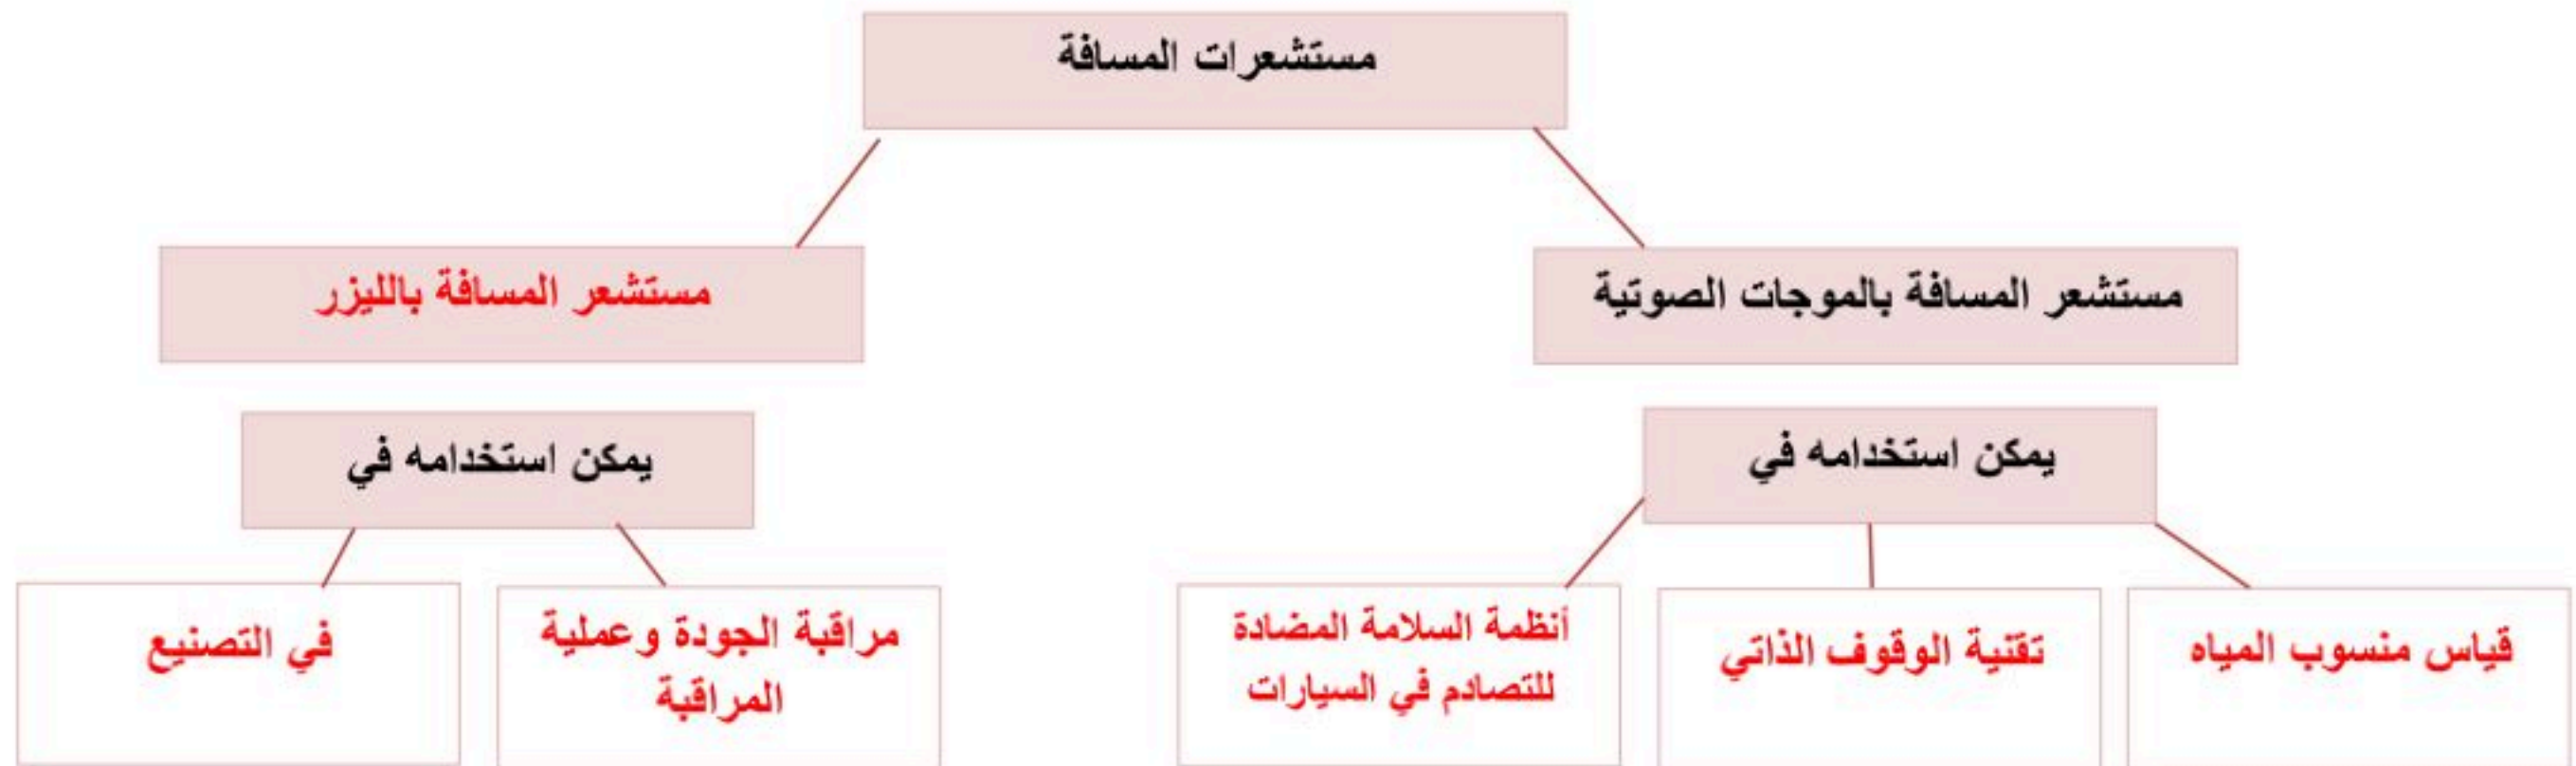 مستشعرات المسافة
مستشعر المسافة بالموجات الصوتية
مستشعر المسافة بالليزر
يمكن استخدامه في
يمكن استخدامه في
قياس منسوب المياه
تقنية الوقوف الذاتي
أنظمة السلامة المضادة
للتصادم في السيارات
مراقبة الجودة وعملية
المراقبة
في التصنيع